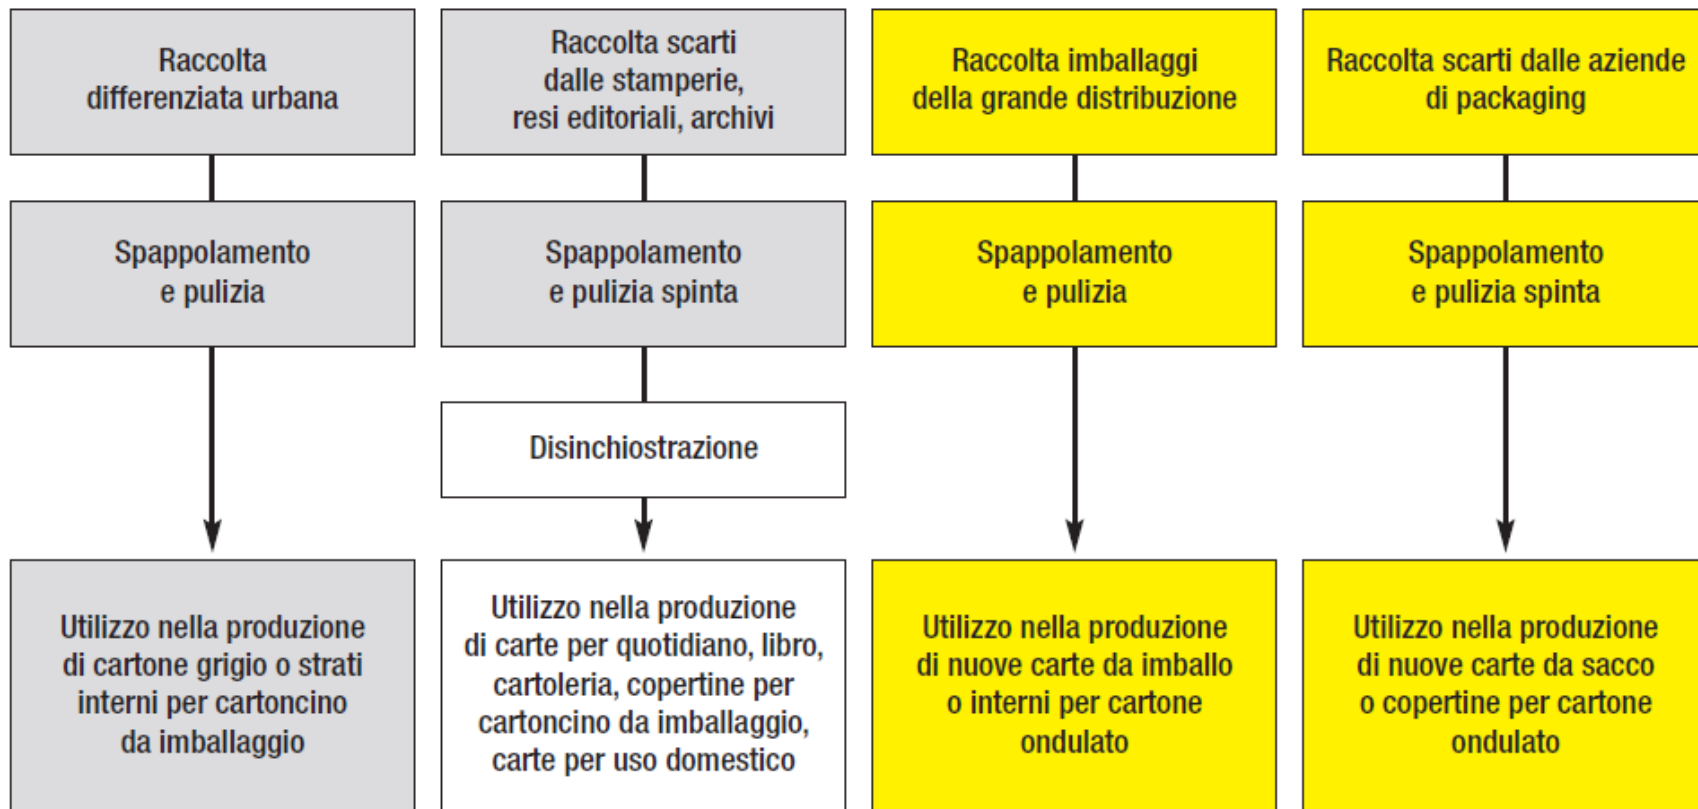 Raccolta
differenziata urbana
Raccolta scarti
dalle stamperie,
resi editoriali, archivi
Raccolta imballaggi
della grande distribuzione
Raccolta scarti dalle aziende
di packaging
Spappolamento
e pulizia
Spappolamento
e pulizia spinta
Spappolamento
e pulizia
Spappolamento
e pulizia spinta
Disinchiostrazione
Utilizzo nella produzione
di cartone grigio o strati
interni per cartoncino
da imballaggio
Utilizzo nella produzione
di carte per quotidiano, libro,
cartoleria, copertine per
cartoncino da imballaggio,
carte per uso domestico
Utilizzo nella produzione
di nuove carte da imballo
o interni per cartone
ondulato
Utilizzo nella produzione
di nuove carte da sacco
o copertine per cartone
ondulato